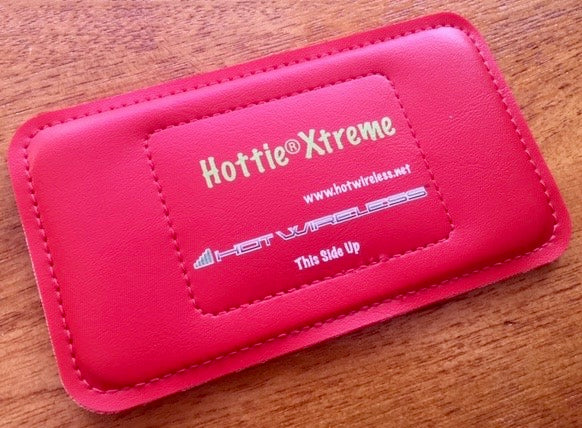 Hottie® Xtreme
www.hotwireless.net
HOT WIRELESS
This Side Up